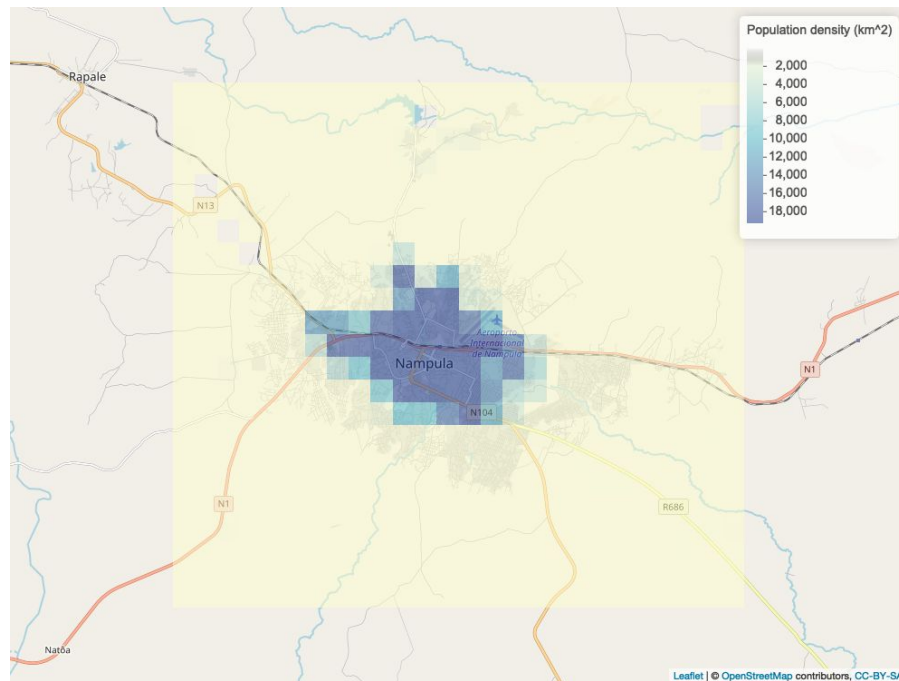 Population density (km^2)
2,000
4,000
6,000
8,000
10,000
12,000
14,000
16,000
18,000
Rapale
N13
Aeroporto
Internacional
de Nampula
Nampula
N1
N104
N1
R686
Natôa
Leaflet | © OpenStreetMap contributors, CC-BY-SA